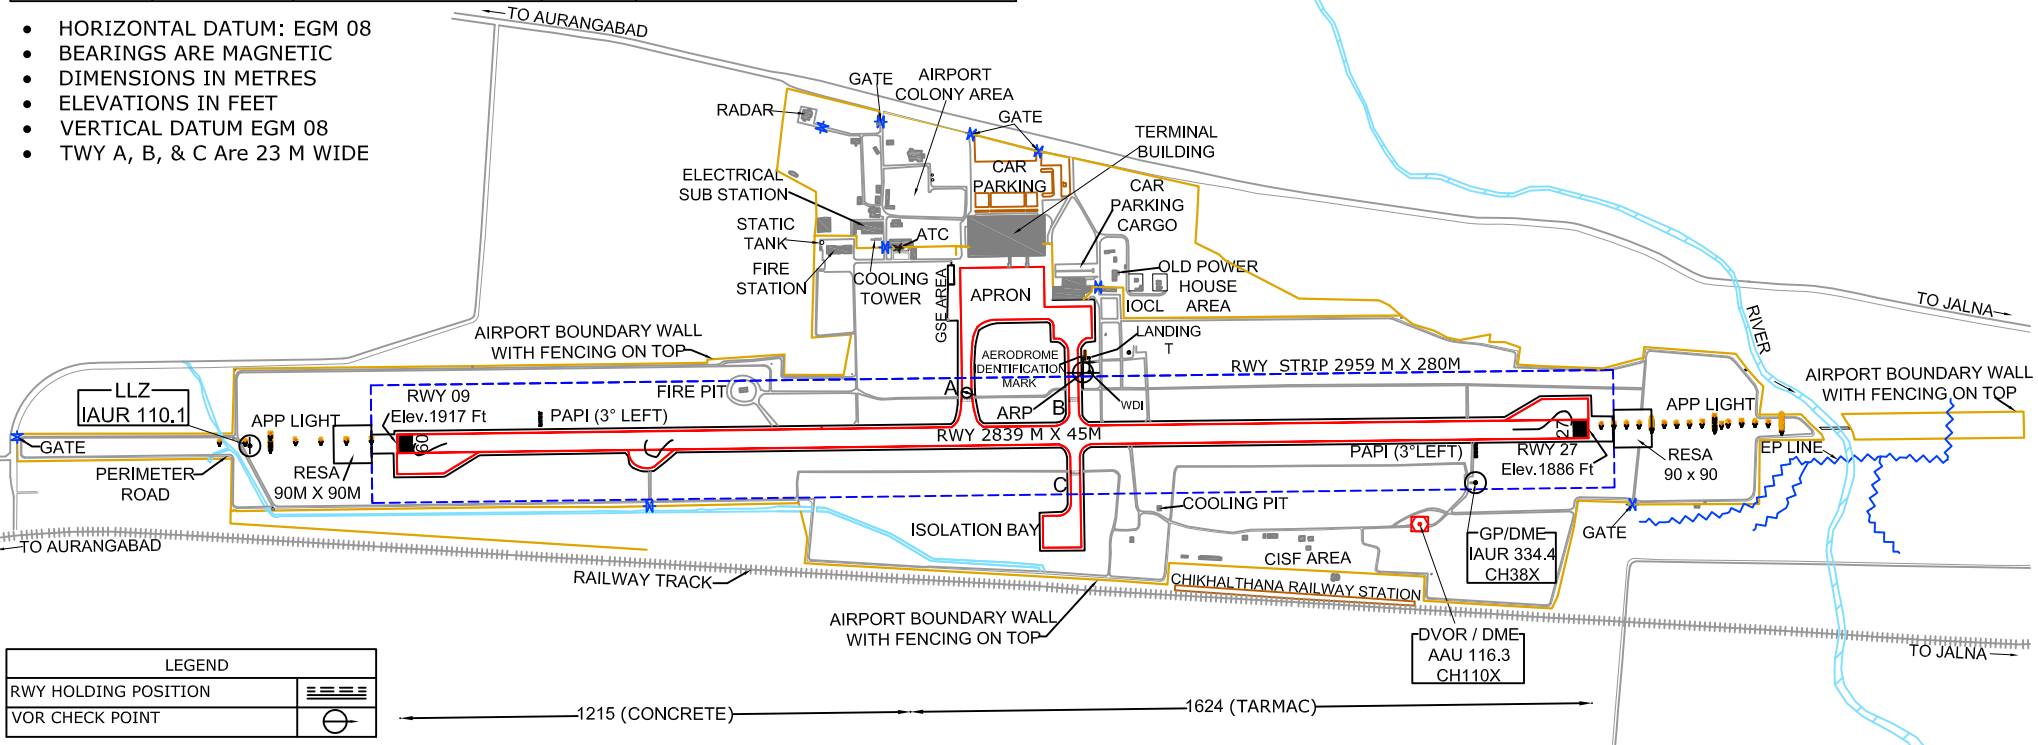 HORIZONTAL DATUM: EGM 08
BEARINGS ARE MAGNETIC
DIMENSIONS IN METRES
ELEVATIONS IN FEET
VERTICAL DATUM EGM 08
TWY A, B, & C Are 23 M WIDE
TO AURANGABAD
GATE
AIRPORT
COLONY AREA
RADAR
GATE
TERMINAL
BUILDING
ELECTRICAL
SUB STATION
CAR
PARKING
CAR
PARKING
CARGO
STATIC
TANK
ATC
FIRE
STATION
COOLING
TOWER
GSE AREA
APRON
OLD POWER
HOUSE
AREA
IOCL
TO JALNA
RIVER
AIRPORT BOUNDARY WALL
WITH FENCING ON TOP
LANDING
T
AERODROME
IDENTIFICATION
MARK
RWY STRIP 2959 M X 280M
AIRPORT BOUNDARY WALL
WITH FENCING ON TOP
LLZ
IAUR 110.1
RWY 09
Elev.1917 Ft
FIRE PIT
A
ARP
B
WDI
APP LIGHT
PAPI (3° LEFT)
APP LIGHT
GATE
09
RWY 2839 M X 45M
27
PAPI (3°LEFT)
RWY 27
Elev.1886 Ft
EP LINE
PERIMETER
ROAD
RESA
90M X 90M
RESA
90 x 90
C
COOLING PIT
ISOLATION BAY
GATE
TO AURANGABAD
GP/DME
IAUR 334.4
CH38X
CISF AREA
RAILWAY TRACK
CHIKHALTHANA RAILWAY STATION
AIRPORT BOUNDARY WALL
WITH FENCING ON TOP
DVOR / DME
AAU 116.3
CH110X
TO JALNA
LEGEND
RWY HOLDING POSITION
VOR CHECK POINT
1215 (CONCRETE)
1624 (TARMAC)